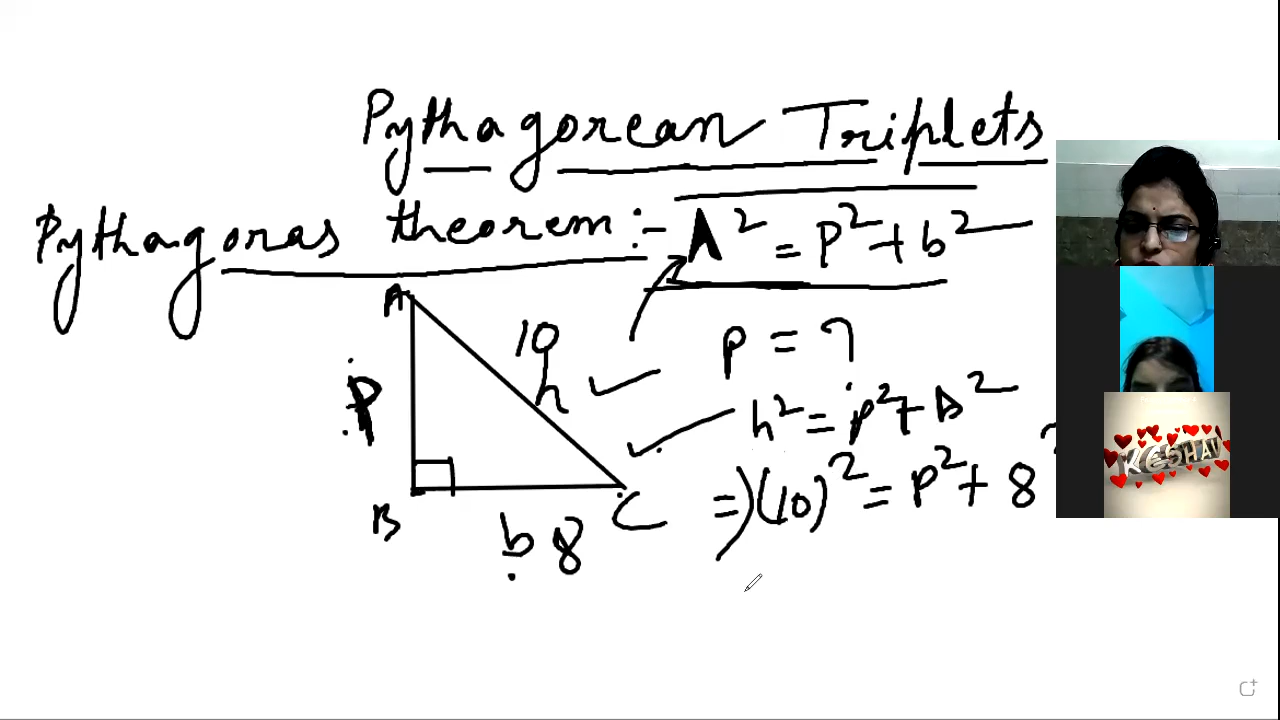 Pythagorean Triplets
Pythagoras theorem:- h² = p² + b²
A
10
h
p = ?
P
h² = p² + b²
=> (10)² = p² + 8²
B
b 8
C
KESHAV